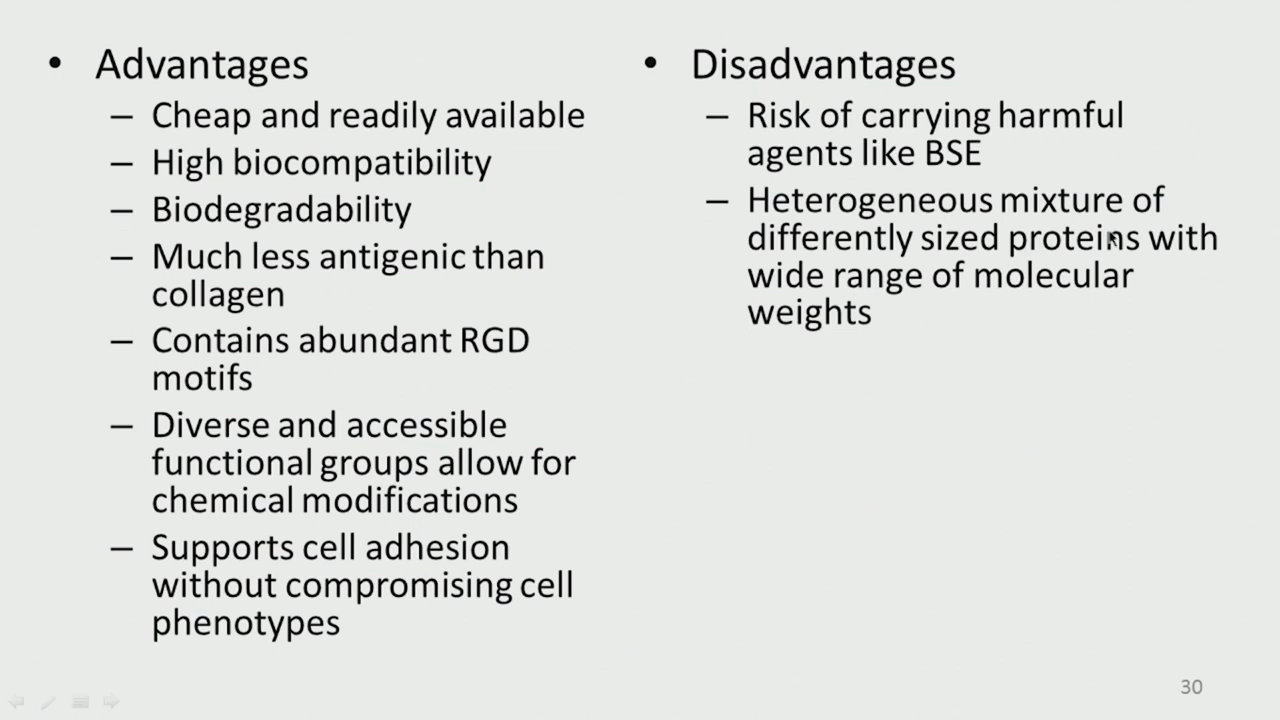 • Advantages
– Cheap and readily available
– High biocompatibility
– Biodegradability
– Much less antigenic than
collagen
– Contains abundant RGD
motifs
– Diverse and accessible
functional groups allow for
chemical modifications
– Supports cell adhesion
without compromising cell
phenotypes
• Disadvantages
– Risk of carrying harmful
agents like BSE
– Heterogeneous mixture of
differently sized proteins with
wide range of molecular
weights
30